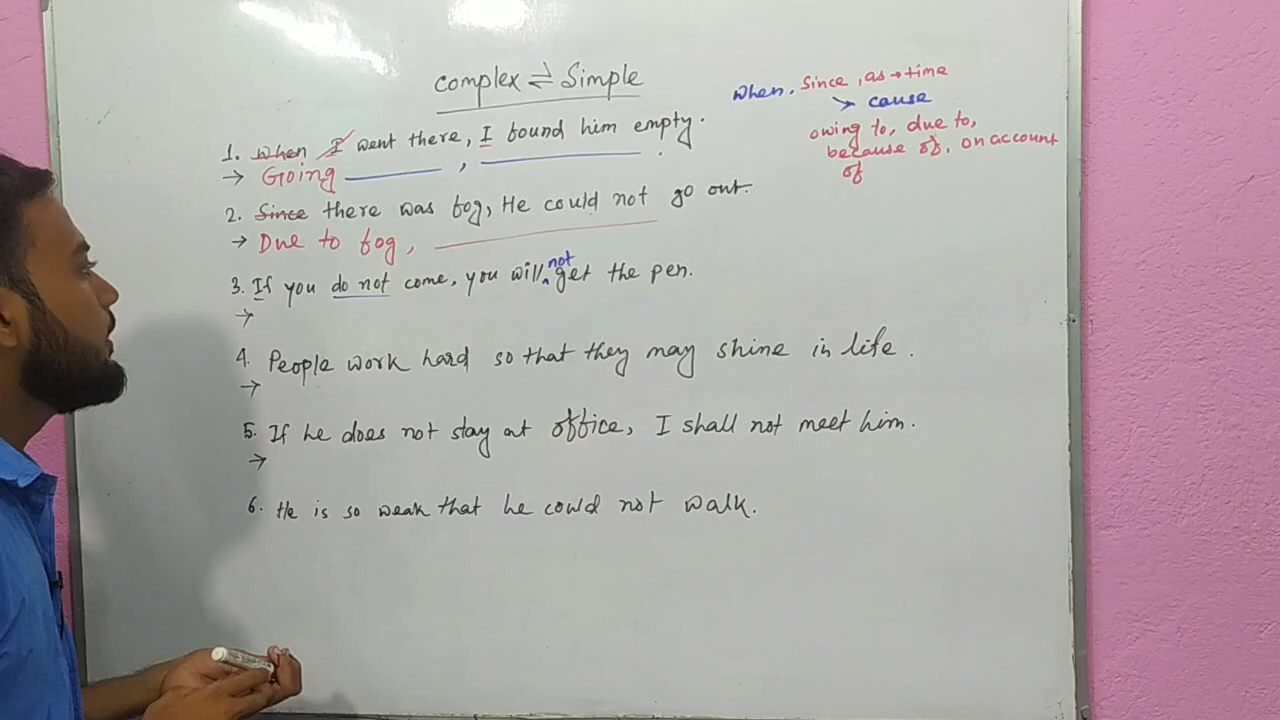 complex ⇌ Simple
when, Since, as → time
→ cause
owing to, due to,
because of, on account
of
1. When I went there, I found him empty.
→ Going ______, ______.
2. Since there was fog, He could not go out.
→ Due to fog, ______
3. If you do not come, you will not get the pen.
→
4. People work hard so that they may shine in life.
→
5. If he does not stay at office, I shall not meet him.
→
6. He is so weak that he could not walk.